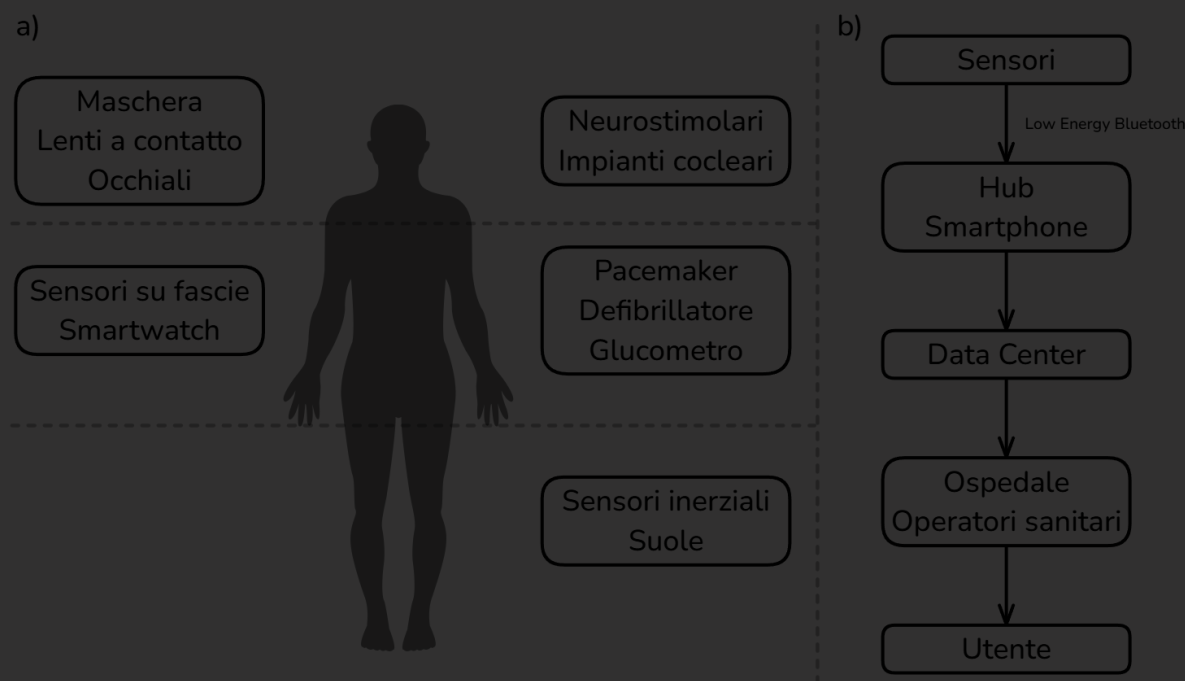 a)
Maschera
Lenti a contatto
Occhiali
Neurostimolari
Impianti cocleari
Sensori su fascie
Smartwatch
Pacemaker
Defibrillatore
Glucometro
Sensori inerziali
Suole
b)
Sensori
Low Energy Bluetooth
Hub
Smartphone
Data Center
Ospedale
Operatori sanitari
Utente